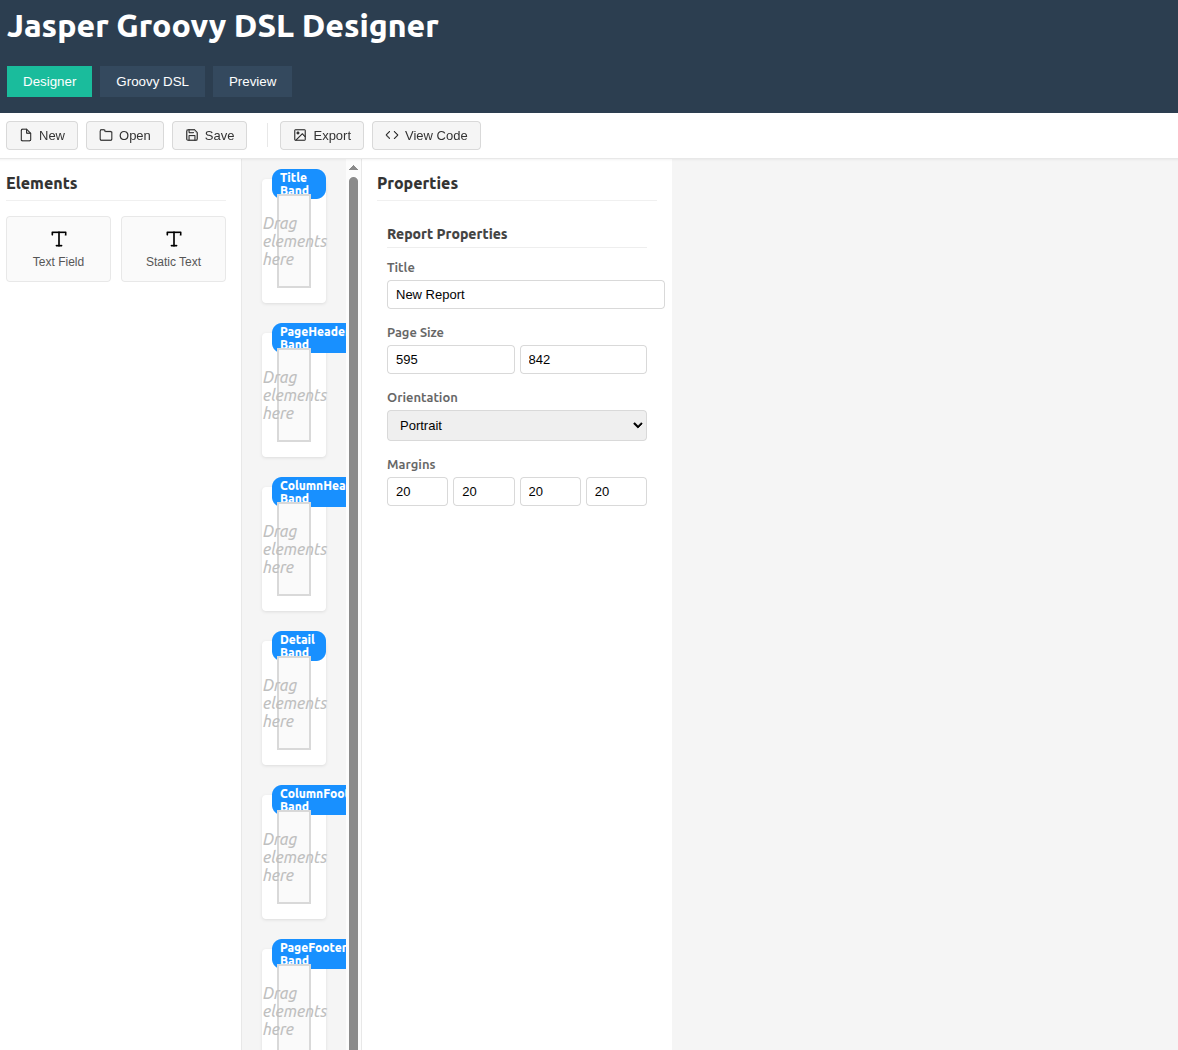 Jasper Groovy DSL Designer
Designer
Groovy DSL
Preview
New
Open
Save
Export
View Code
Elements
Text Field
Static Text
Title
Band
Drag
elements
here
PageHeade
Band
Drag
elements
here
ColumnHea
Band
Drag
elements
here
Detail
Band
Drag
elements
here
ColumnFoo
Band
Drag
elements
here
PageFooter
Band
Drag
elements
here
Properties
Report Properties
Title
New Report
Page Size
595
842
Orientation
Portrait
Margins
20
20
20
20